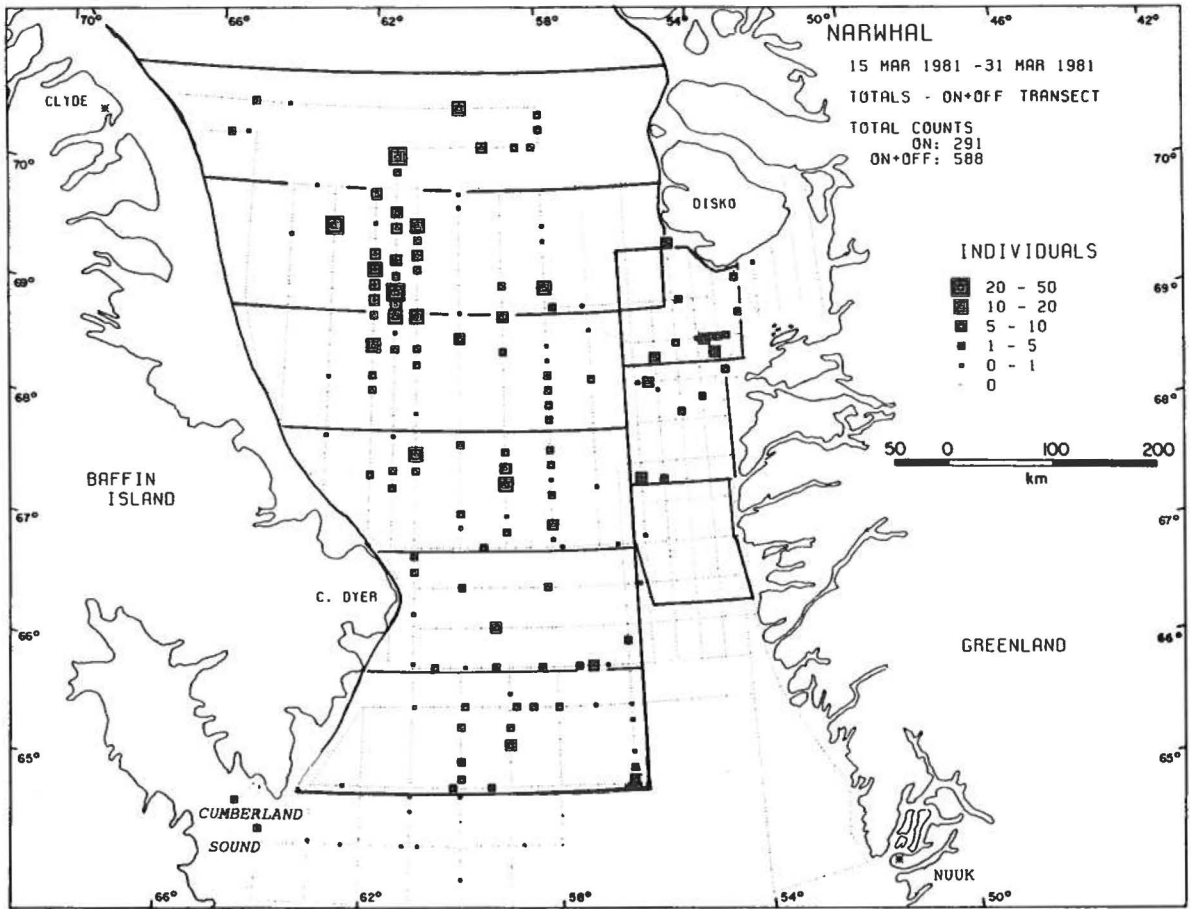 70° 66° 62° 58° 54° 50° 46° 42°
NARWHAL
15 MAR 1981 -31 MAR 1981
TOTALS - ON+OFF TRANSECT
TOTAL COUNTS
ON: 291
ON+OFF: 588
CLYDE
70° 70°
DISKO
INDIVIDUALS
20 - 50
10 - 20
5 - 10
1 - 5
0 - 1
0
69° 69°
68° 68°
50 0 100 200
km
BAFFIN
ISLAND
67° 67°
C. DYER
66° 66°
GREENLAND
65° 65°
CUMBERLAND
SOUND
NUUK
66° 62° 58° 50°